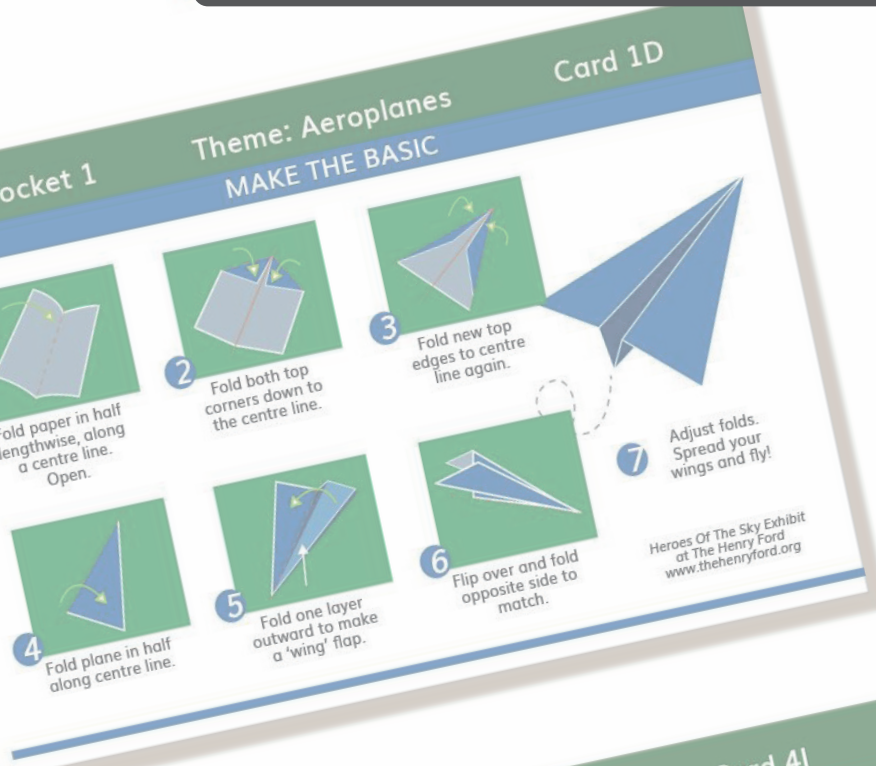 ocket 1 Theme: Aeroplanes Card 1D
MAKE THE BASIC
Fold paper in half
lengthwise, along
a centre line.
Open.
2
Fold both top
corners down to
the centre line.
3
Fold new top
edges to centre
line again.
4
Fold plane in half
along centre line.
5
Fold one layer
outward to make
a ‘wing’ flap.
6
Flip over and fold
opposite side to
match.
7
Adjust folds.
Spread your
wings and fly!
Heroes Of The Sky Exhibit
at The Henry Ford
www.thehenryford.org